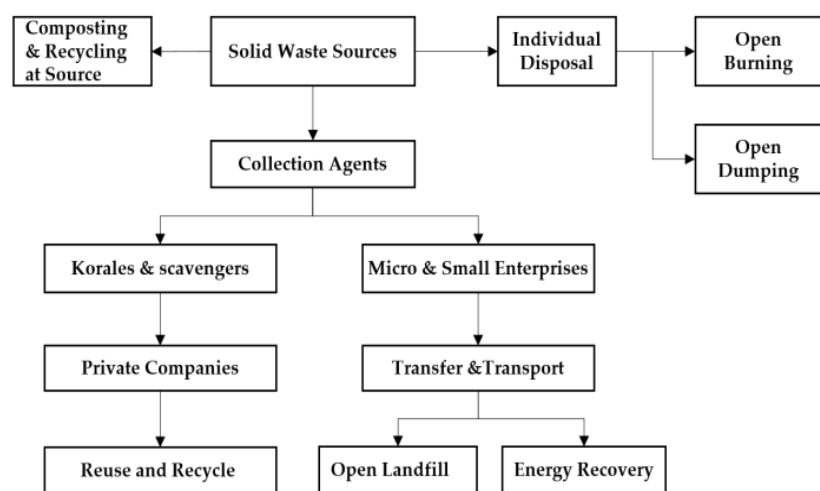 Composting
& Recycling
at Source
Solid Waste Sources
Individual
Disposal
Open
Burning
Open
Dumping
Collection Agents
Korales & scavengers
Micro & Small Enterprises
Private Companies
Transfer &Transport
Reuse and Recycle
Open Landfill
Energy Recovery